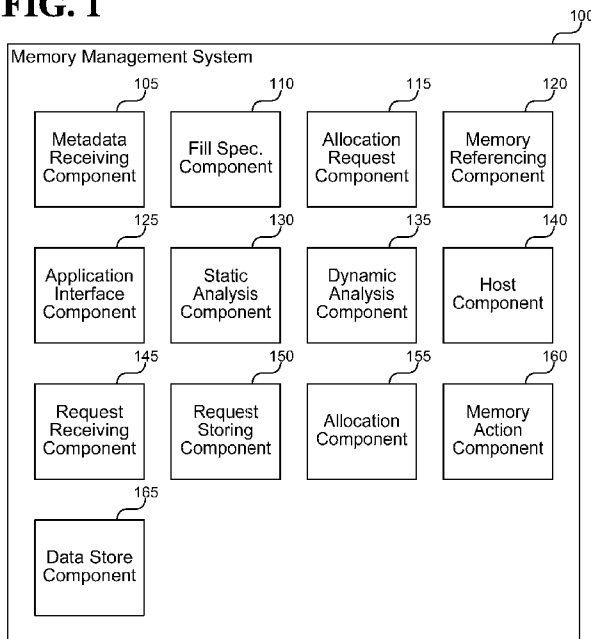 FIG. 1
100
Memory Management System
105
110
115
120
Metadata
Receiving
Component
Fill Spec.
Component
Allocation
Request
Component
Memory
Referencing
Component
125
130
135
140
Application
Interface
Component
Static
Analysis
Component
Dynamic
Analysis
Component
Host
Component
145
150
155
160
Request
Receiving
Component
Request
Storing
Component
Allocation
Component
Memory
Action
Component
165
Data Store
Component